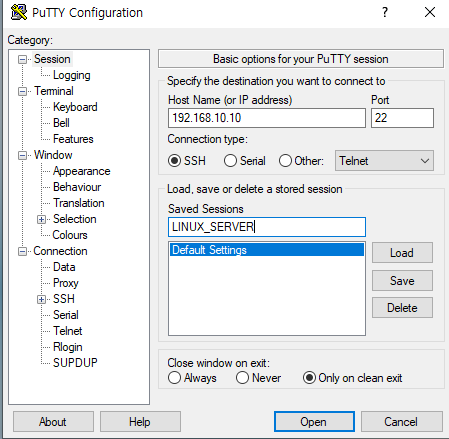 PuTTY Configuration
?
Category:
Session
Logging
Terminal
Keyboard
Bell
Features
Window
Appearance
Behaviour
Translation
Selection
Colours
Connection
Data
Proxy
SSH
Serial
Telnet
Rlogin
SUPDUP
Basic options for your PuTTY session
Specify the destination you want to connect to
Host Name (or IP address) Port
192.168.10.10 22
Connection type:
SSH Serial Other: Telnet
Load, save or delete a stored session
Saved Sessions
LINUX_SERVER
Default Settings
Load
Save
Delete
Close window on exit:
Always Never Only on clean exit
About Help Open Cancel